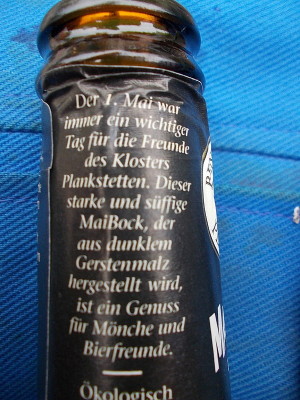 Der 1. Mai war
immer ein wichtiger
Tag für die Freunde
des Klosters
Plankstetten. Dieser
starke und süffige
MaiBock, der
aus dunklem
Gerstenmalz
hergestellt wird,
ist ein Genuss
für Mönche und
Bierfreunde.
Ökologisch